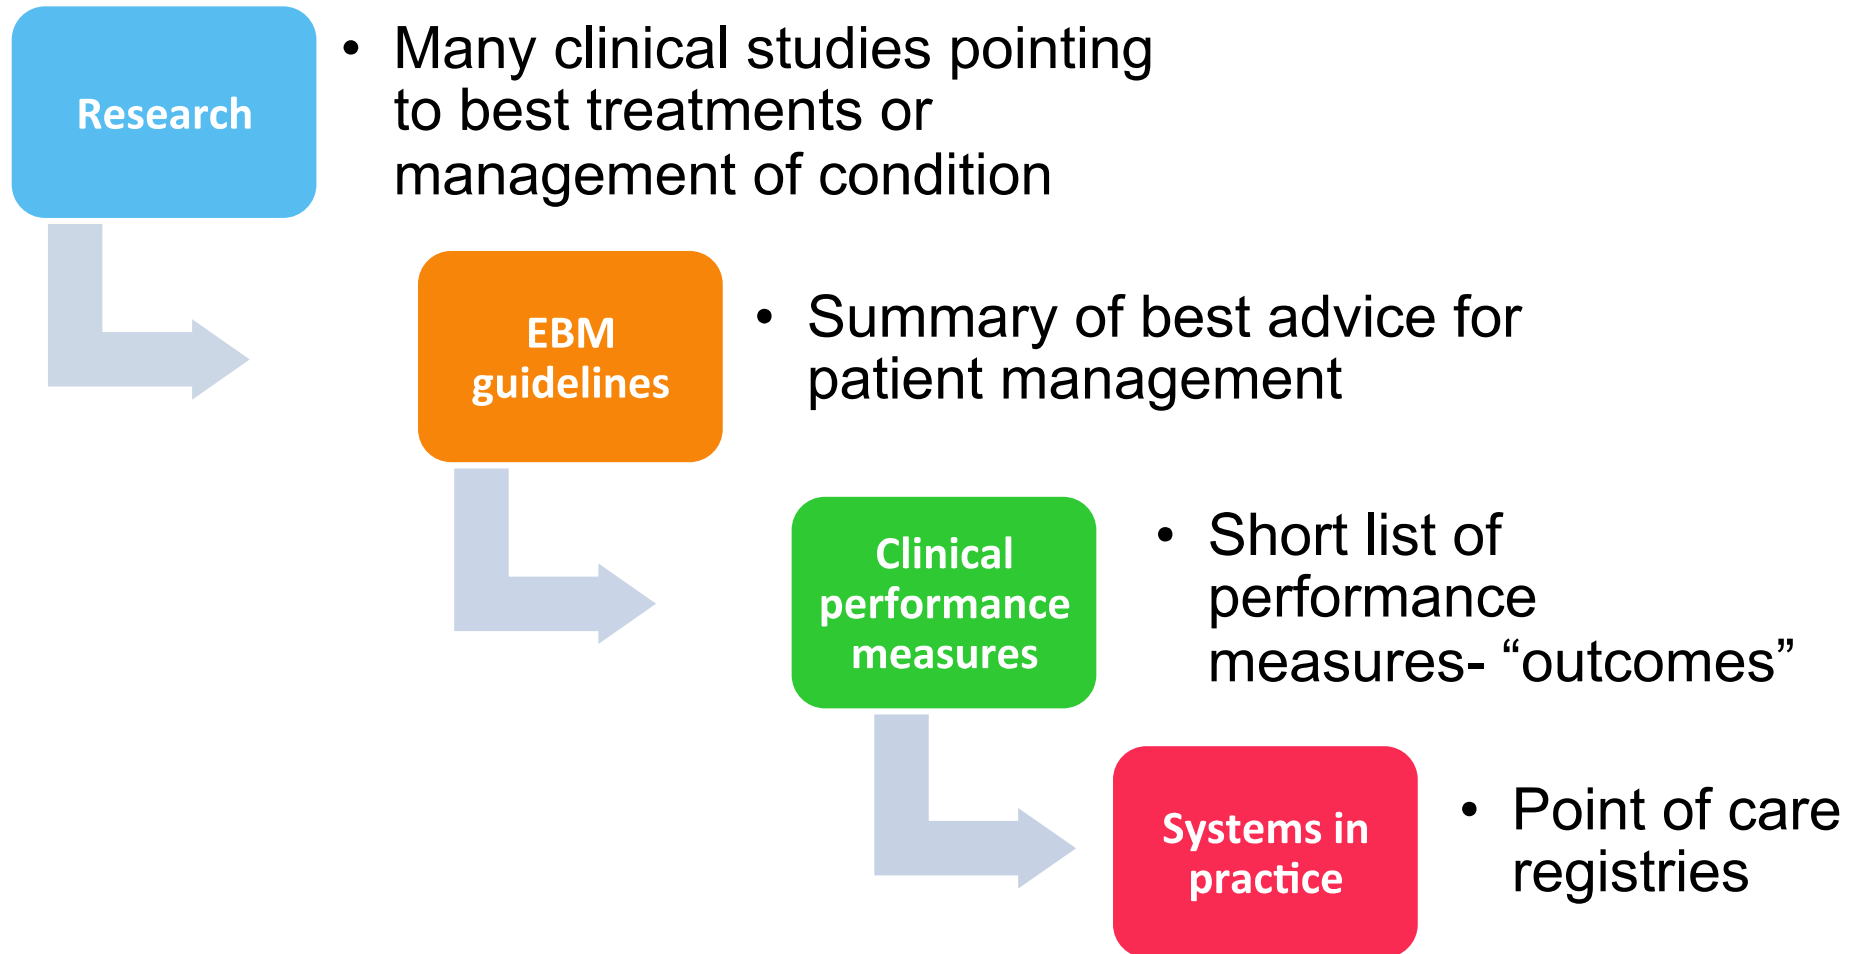 Research
• Many clinical studies pointing
to best treatments or
management of condition
EBM
guidelines
• Summary of best advice for
patient management
Clinical
performance
measures
• Short list of
performance
measures- “outcomes”
Systems in
practice
• Point of care
registries